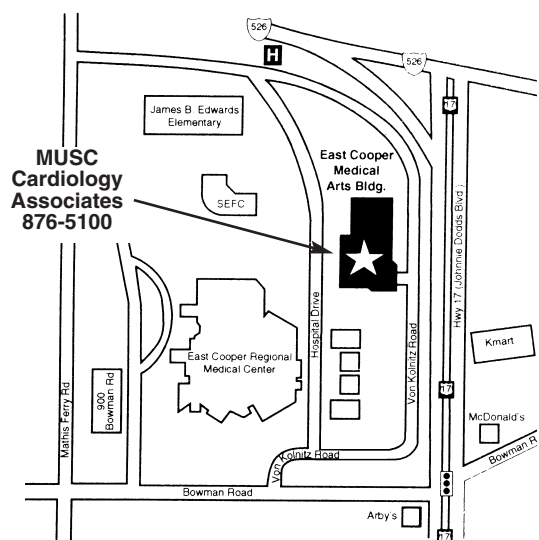 526
526
H
17
James B. Edwards
Elementary
MUSC
Cardiology
Associates
876-5100
East Cooper
Medical
Arts Bldg.
SEFC
Hwy 17 (Johnnie Dodds Blvd.)
Hospital Drive
Von Kolnitz Road
Kmart
East Cooper Regional
Medical Center
900
Bowman Rd
Mathis Ferry Rd
17
McDonald's
Von Kolnitz Road
Bowman R
Bowman Road
Arby's
17